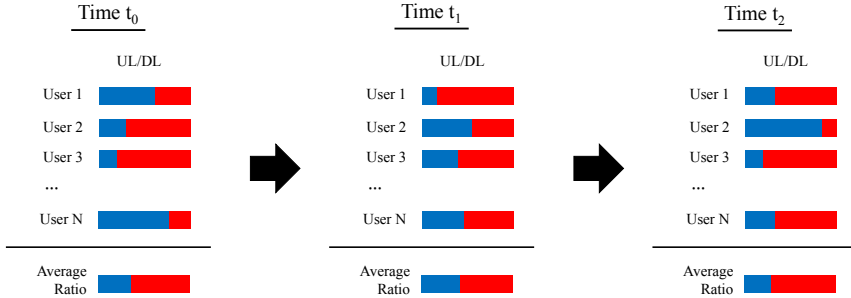 Time t0
UL/DL
User 1
User 2
User 3
...
User N
Average
Ratio
Time t1
UL/DL
User 1
User 2
User 3
...
User N
Average
Ratio
Time t2
UL/DL
User 1
User 2
User 3
...
User N
Average
Ratio